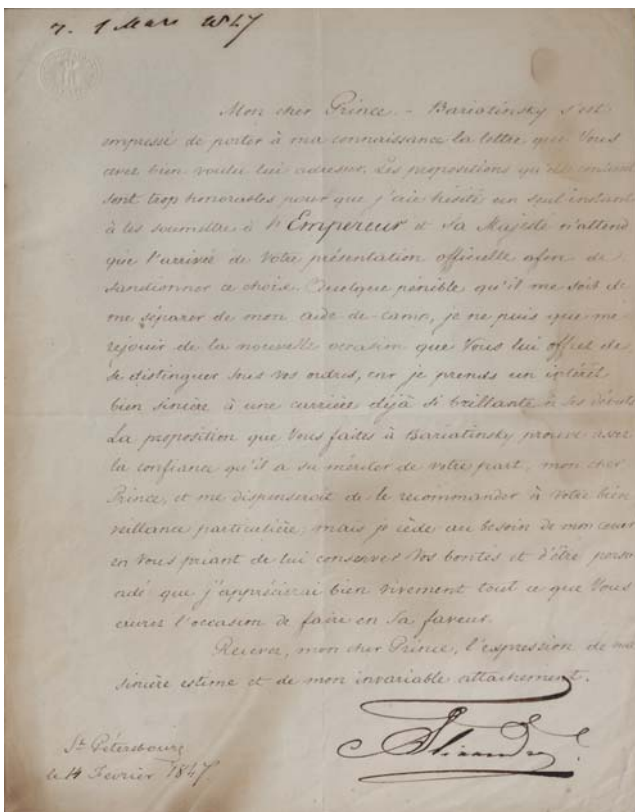 7. 1 Mars 1847
Mon cher Prince. – Bariatinsky s'est
empressé de porter à ma connaissance la lettre que Vous
avez bien voulu lui adresser. Les propositions qu'elle contient
sont trop honorables pour que j'aie hésité un seul instant
à les soumettre à l'Empereur et Sa Majesté n'attend
que l'arrivée de Votre présentation officielle afin de
sanctionner ce choix. Quelque pénible qu'il me soit de
me séparer de mon aide-de-camp, je ne puis que me
réjouir de la nouvelle occasion que Vous lui offrez de
se distinguer sous Vos ordres, car je prends un intérêt
bien sincère à une carrière déjà si brillante à ses débuts.
La proposition que Vous faites à Bariatinsky prouve assez
la confiance qu'il a su mériter de votre part, mon cher
Prince, et me dispenserait de le recommander à Votre bien-
veillance particulière; mais je cède au besoin de mon coeur
en Vous priant de lui conserver Vos bontés et d'être persu-
adé que j'apprécierai bien vivement tout ce que Vous
aurez l'occasion de faire en Sa faveur.
Recevez, mon cher Prince, l'expression de ma
sincère estime et de mon invariable attachement.
Alexandre
St Pétersbourg
le 14 Février 1847